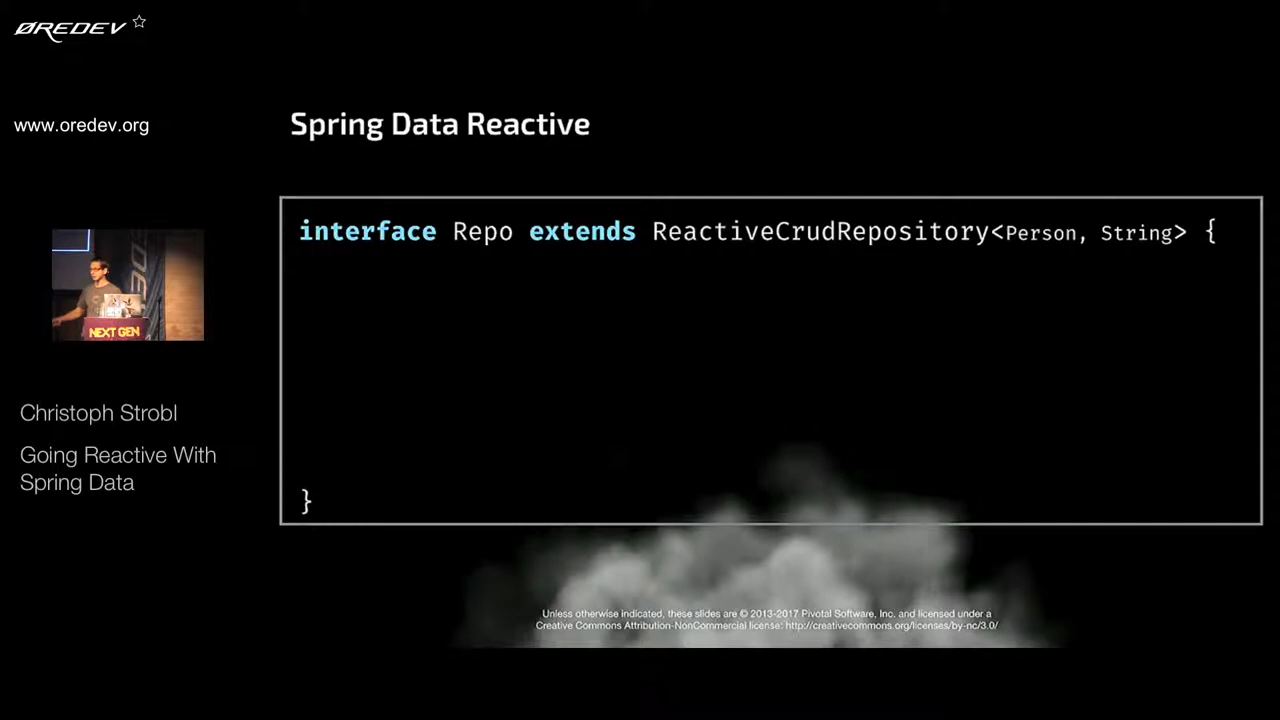 ØREDEV
www.oredev.org
Spring Data Reactive
interface Repo extends ReactiveCrudRepository<Person, String> {
}
NEXT GEN
Christoph Strobl
Going Reactive With
Spring Data
Unless otherwise indicated, these slides are © 2013-2017 Pivotal Software, Inc. and licensed under a
Creative Commons Attribution-NonCommercial license: http://creativecommons.org/licenses/by-nc/3.0/